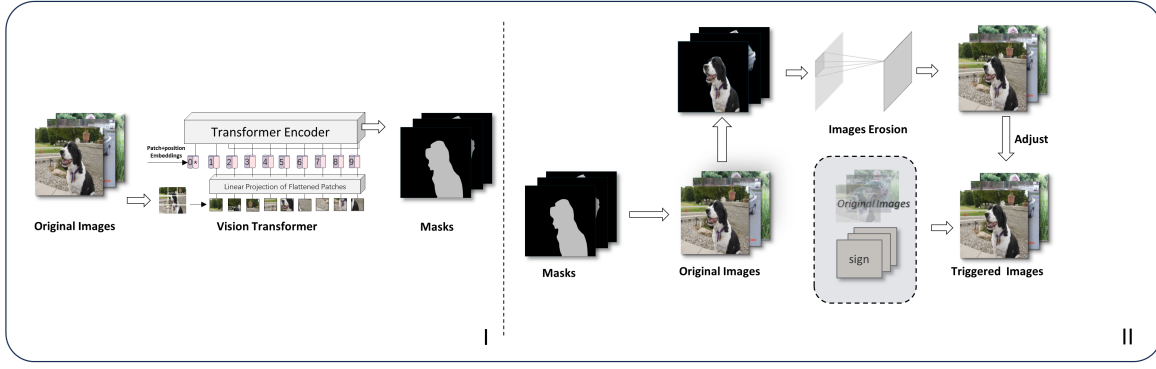 Transformer Encoder
Patch+position
Embeddings
0* 1 2 3 4 5 6 7 8 9
Linear Projection of Flattened Patches
Original Images
Vision Transformer
Masks
I
Images Erosion
Adjust
Original Images
sign
Masks
Original Images
Triggered Images
II